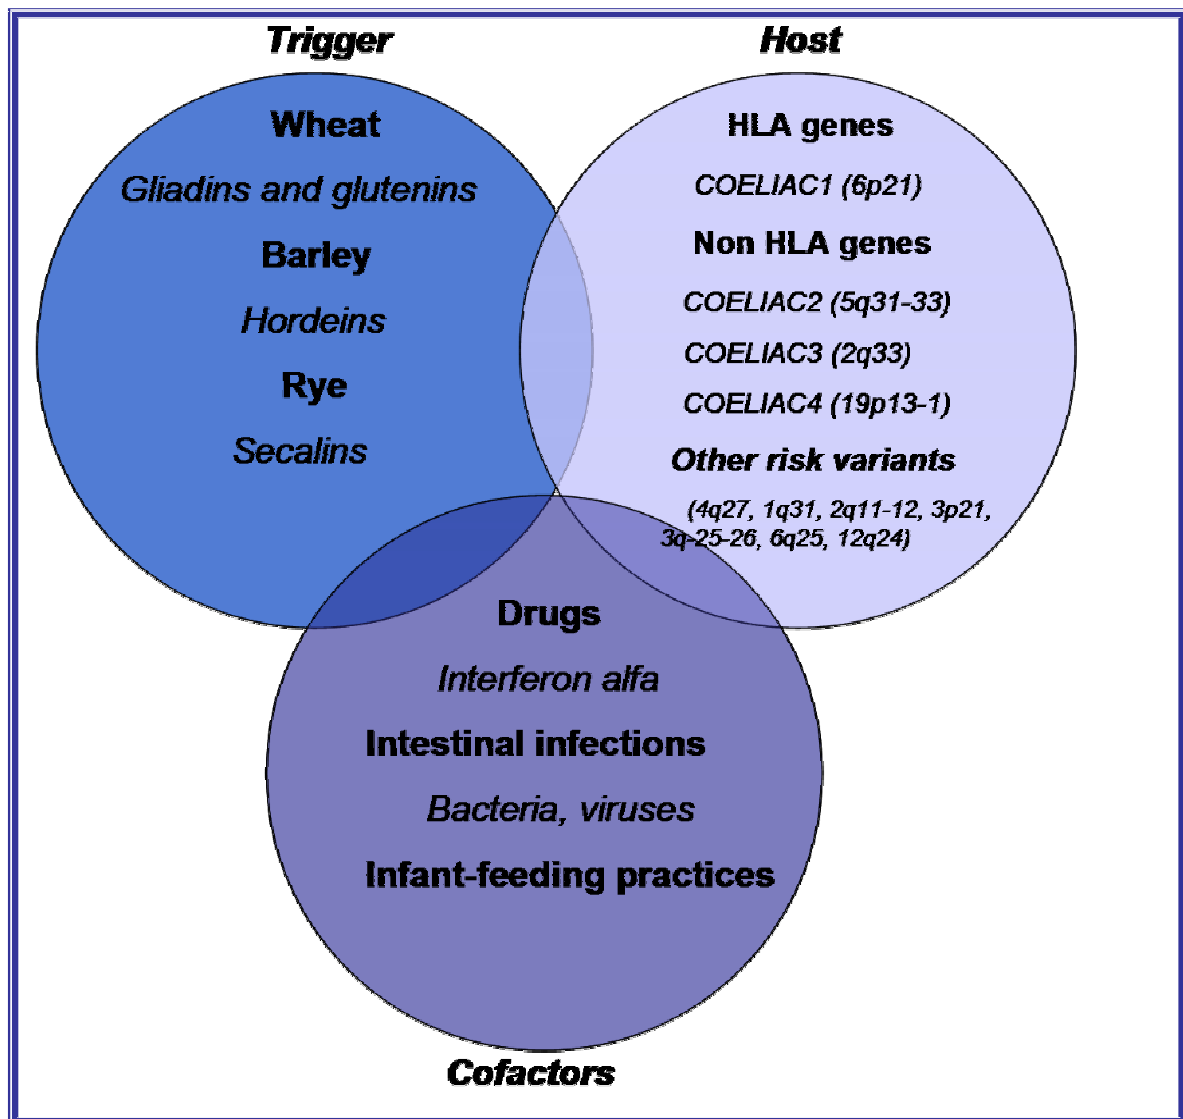 Trigger
Wheat
Gliadins and glutenins
Barley
Hordeins
Rye
Secalins
Host
HLA genes
COELIAC1 (6p21)
Non HLA genes
COELIAC2 (5q31-33)
COELIAC3 (2q33)
COELIAC4 (19p13-1)
Other risk variants
(4q27, 1q31, 2q11-12, 3p21,
3q-25-26, 6q25, 12q24)
Drugs
Interferon alfa
Intestinal infections
Bacteria, viruses
Infant-feeding practices
Cofactors